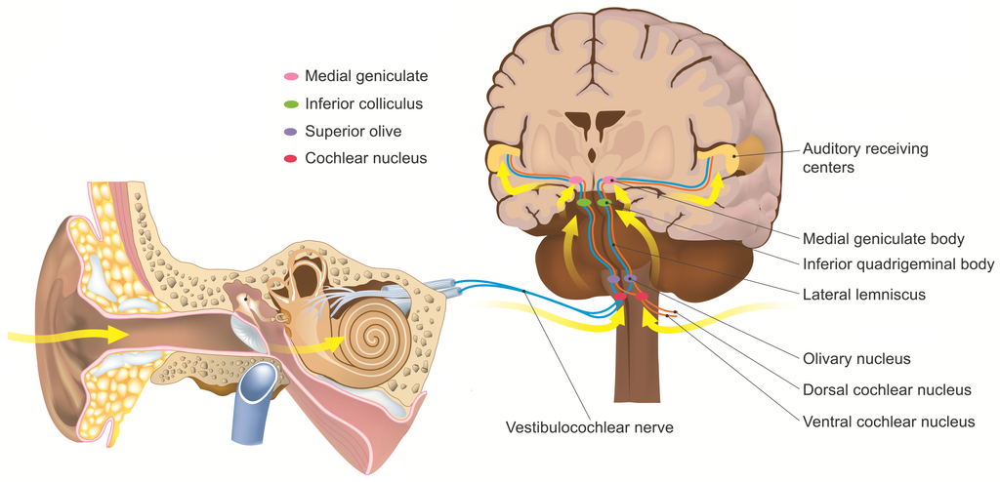 Medial geniculate
Inferior colliculus
Superior olive
Cochlear nucleus
Auditory receiving
centers
Medial geniculate body
Inferior quadrigeminal body
Lateral lemniscus
Olivary nucleus
Dorsal cochlear nucleus
Ventral cochlear nucleus
Vestibulocochlear nerve